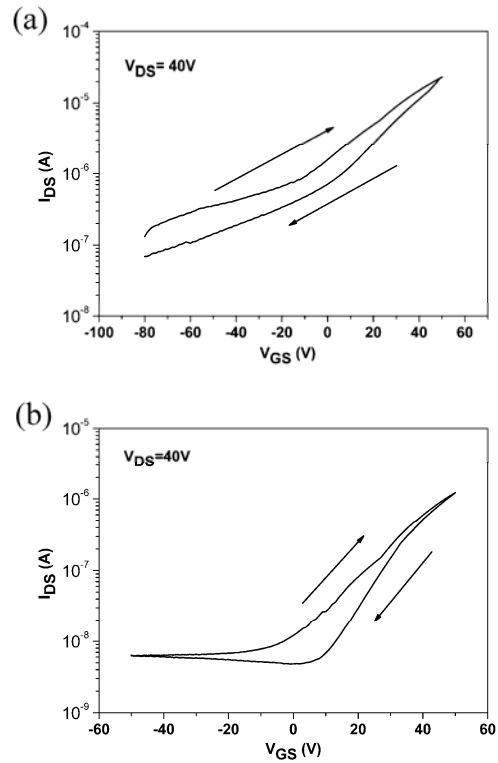 (a)
V_DS= 40V
I_DS (A)
10^-4
10^-5
10^-6
10^-7
10^-8
-100 -80 -60 -40 -20 0 20 40 60
V_GS (V)
(b)
V_DS=40V
I_DS (A)
10^-5
10^-6
10^-7
10^-8
10^-9
-60 -40 -20 0 20 40 60
V_GS (V)